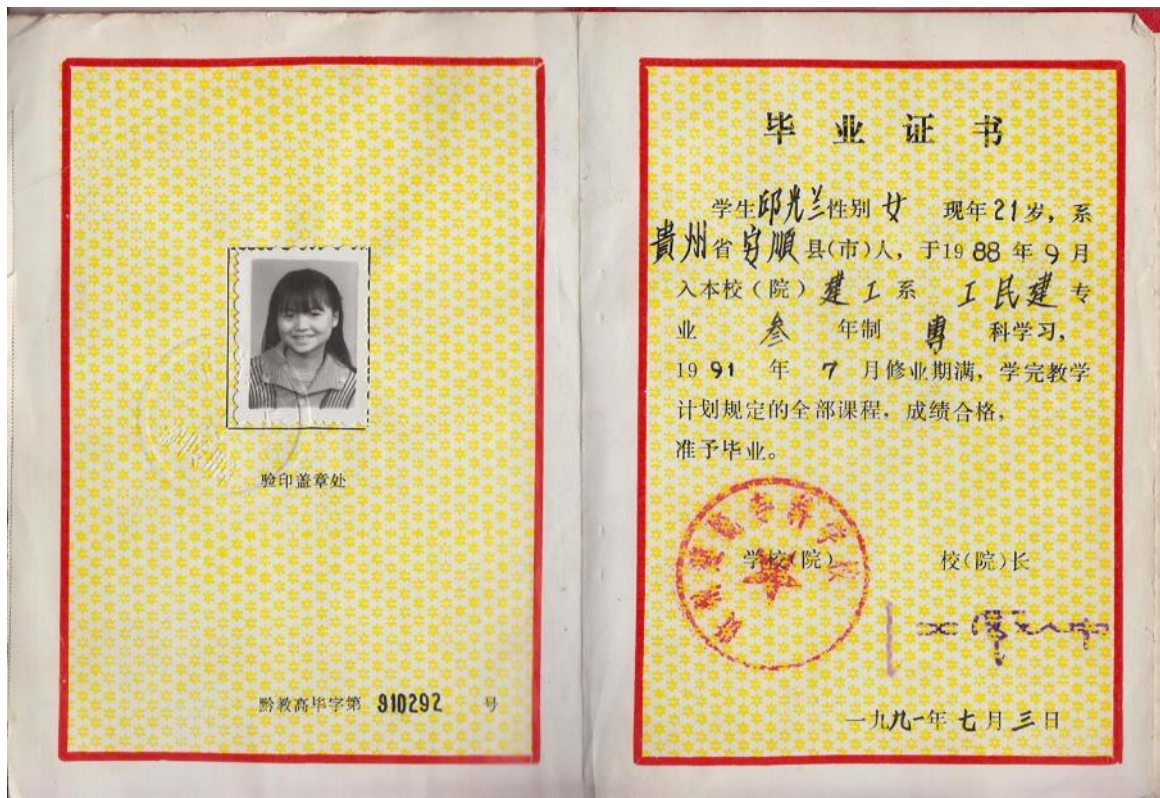 验印盖章处
黔教高毕字第 910292 号
毕业证书
学生邱光兰性别女 现年21岁，系
貴州省安順县(市)人，于1988年9月
入本校（院）建工系 工民建专
业 叁 年制 專 科学习，
1991 年 7 月修业期满，学完教学
计划规定的全部课程，成绩合格，
准予毕业。
学校(院) 校(院)长
一九九一年七月三日